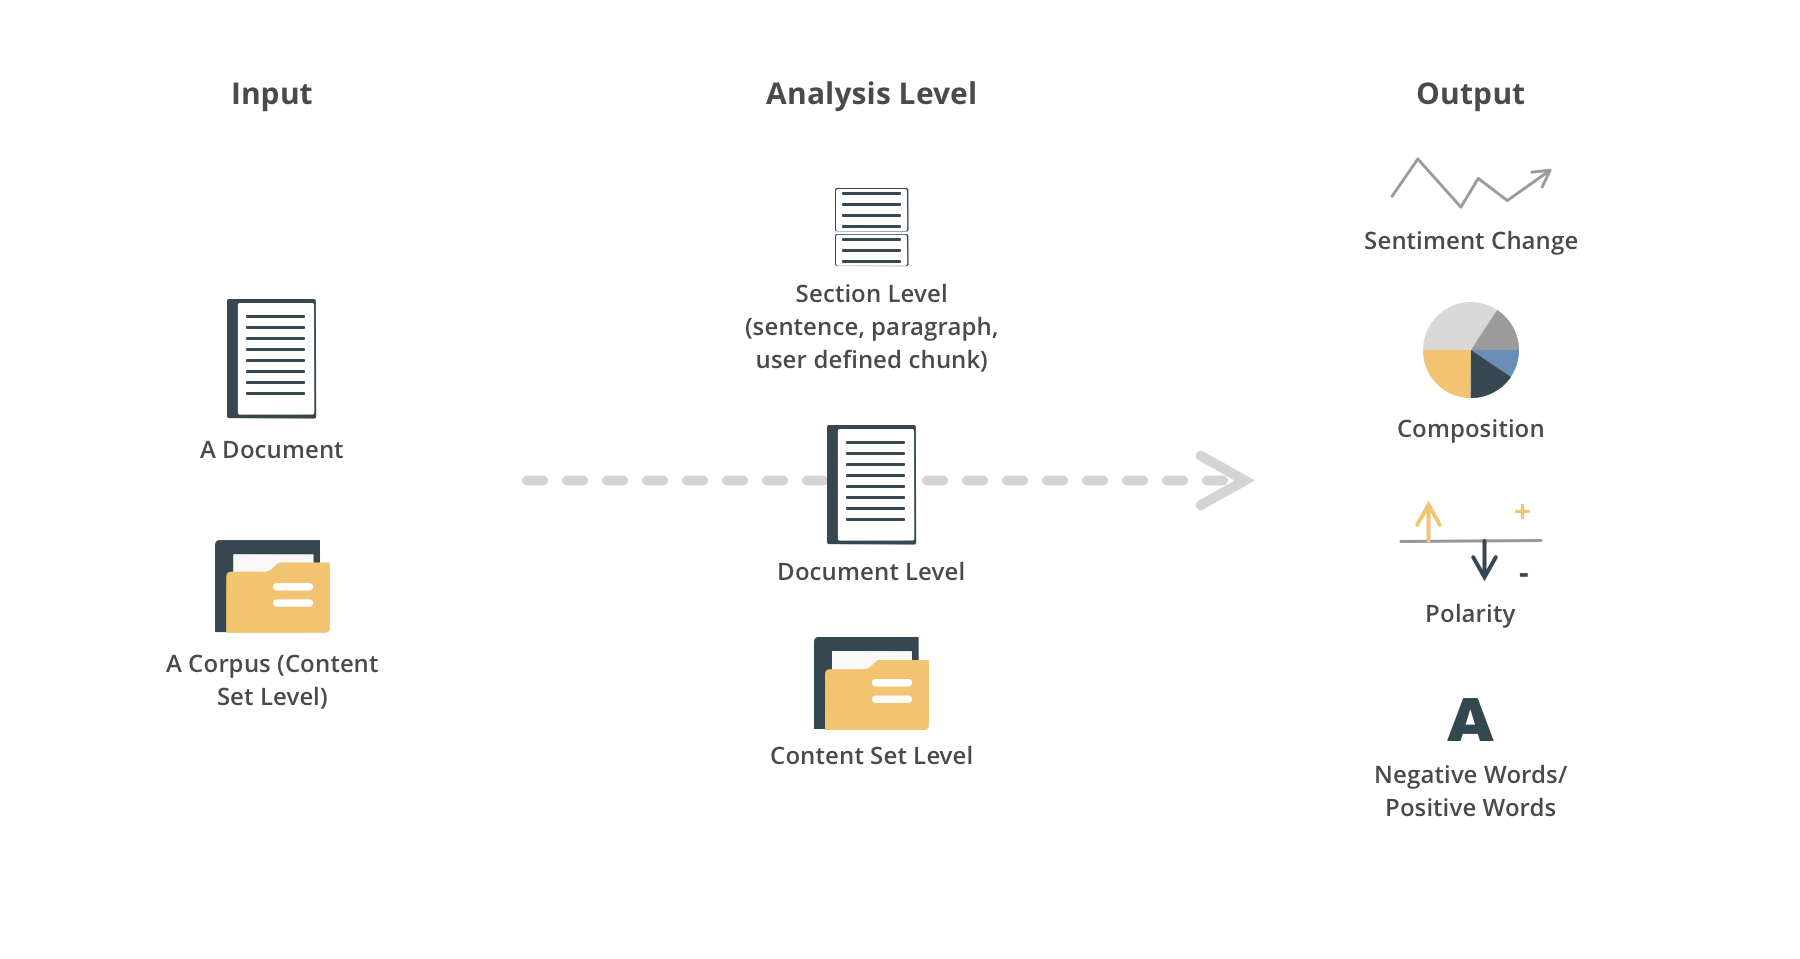 Input
Analysis Level
Output
Sentiment Change
Section Level
(sentence, paragraph,
user defined chunk)
Composition
A Document
+
-
Document Level
Polarity
A Corpus (Content
Set Level)
A
Content Set Level
Negative Words/
Positive Words